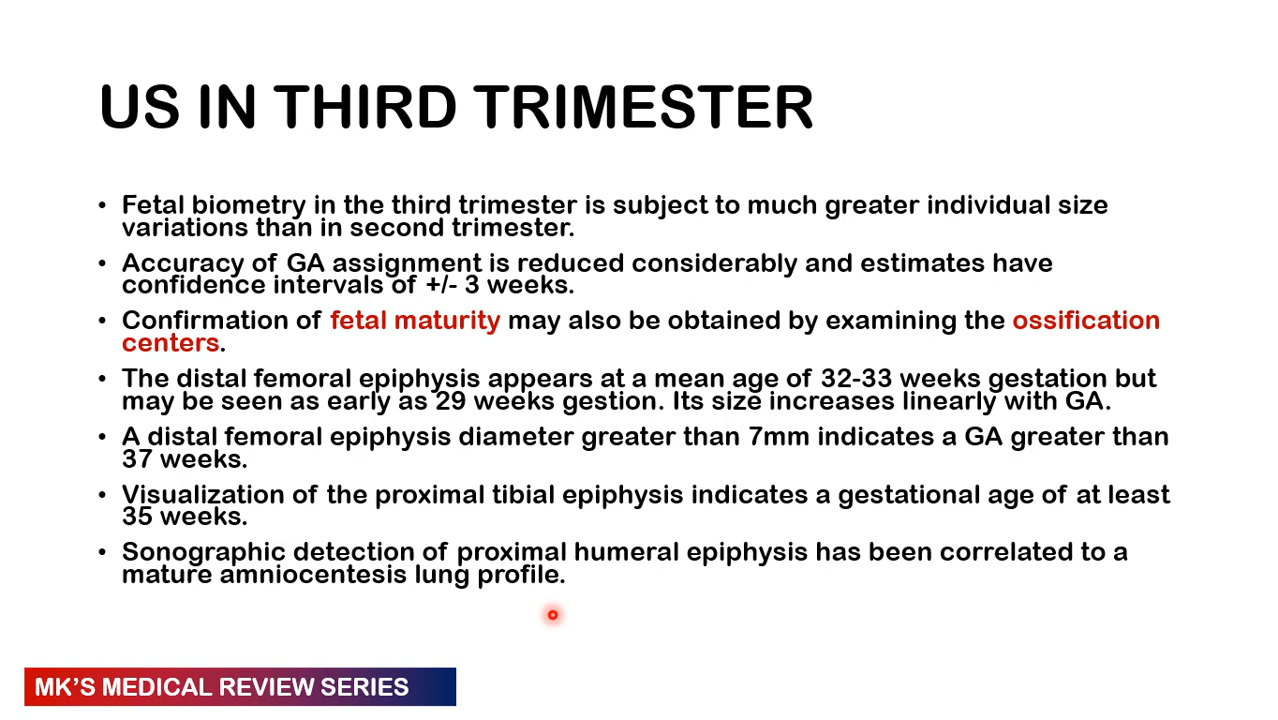 US IN THIRD TRIMESTER
• Fetal biometry in the third trimester is subject to much greater individual size
variations than in second trimester.
• Accuracy of GA assignment is reduced considerably and estimates have
confidence intervals of +/- 3 weeks.
• Confirmation of fetal maturity may also be obtained by examining the ossification
centers.
• The distal femoral epiphysis appears at a mean age of 32-33 weeks gestation but
may be seen as early as 29 weeks gestion. Its size increases linearly with GA.
• A distal femoral epiphysis diameter greater than 7mm indicates a GA greater than
37 weeks.
• Visualization of the proximal tibial epiphysis indicates a gestational age of at least
35 weeks.
• Sonographic detection of proximal humeral epiphysis has been correlated to a
mature amniocentesis lung profile.
MK'S MEDICAL REVIEW SERIES